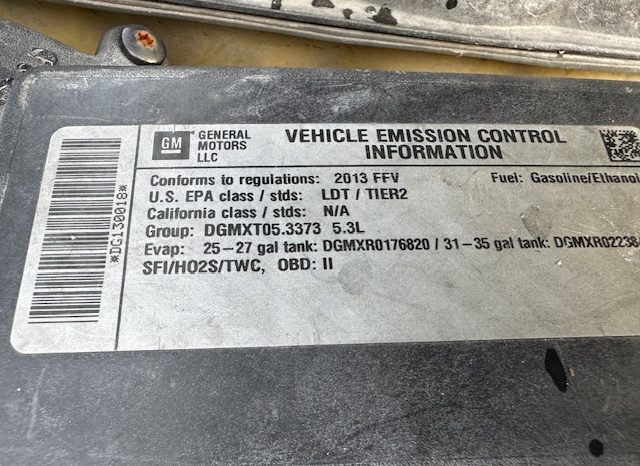 GM
GENERAL
MOTORS
LLC
VEHICLE EMISSION CONTROL
INFORMATION
Conforms to regulations: 2013 FFV Fuel: Gasoline/Ethanol
U.S. EPA class / stds: LDT / TIER2
California class / stds: N/A
Group: DGMXT05.3373 5.3L
Evap: 25-27 gal tank: DGMXR0176820 / 31-35 gal tank: DGMXR02238
SFI/HO2S/TWC, OBD: II
*DG130018*